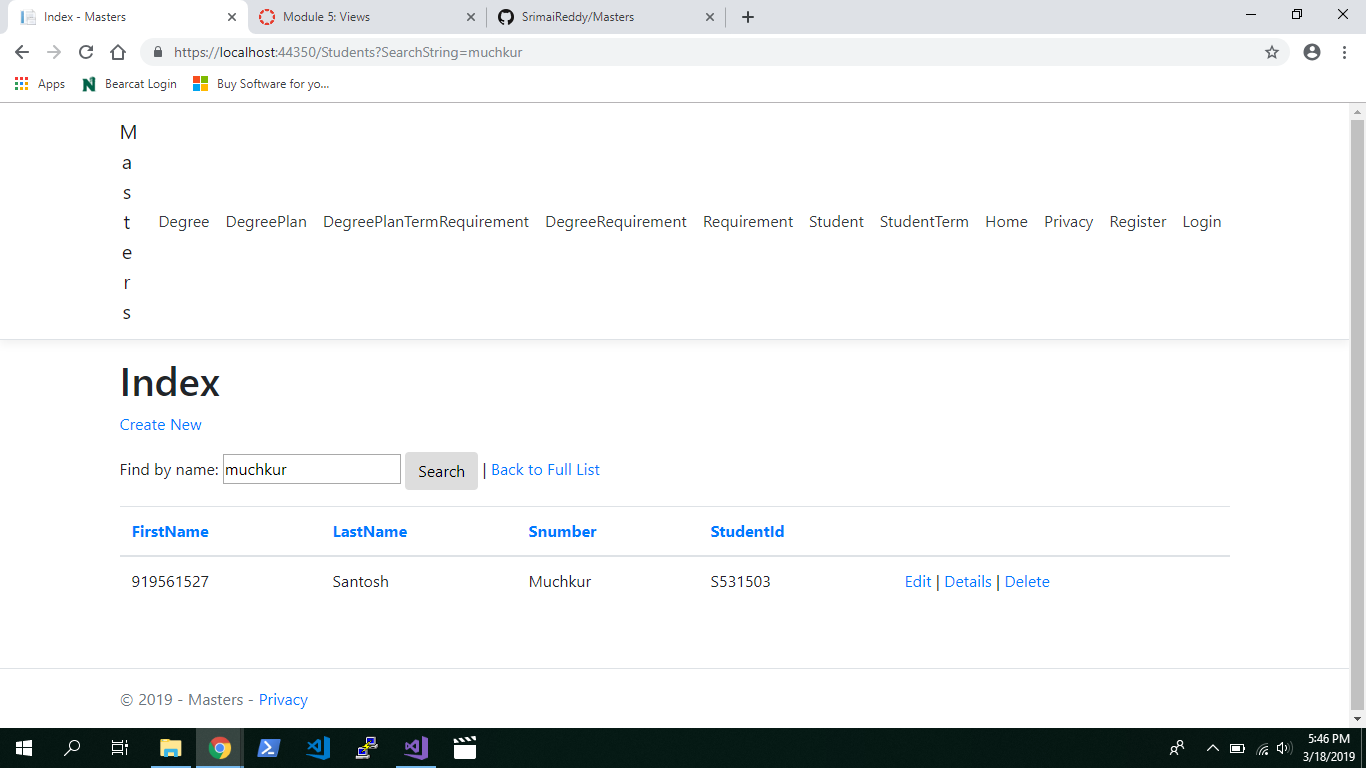 Index - Masters
Module 5: Views
SrimaiReddy/Masters
https://localhost:44350/Students?SearchString=muchkur
Apps Bearcat Login Buy Software for yo...
M
a
s
t
e
r
s
Degree DegreePlan DegreePlanTermRequirement DegreeRequirement Requirement Student StudentTerm Home Privacy Register Login
Index
Create New
Find by name: muchkur Search | Back to Full List
FirstName LastName Snumber StudentId
919561527 Santosh Muchkur S531503 Edit | Details | Delete
© 2019 - Masters - Privacy
5:46 PM
3/18/2019